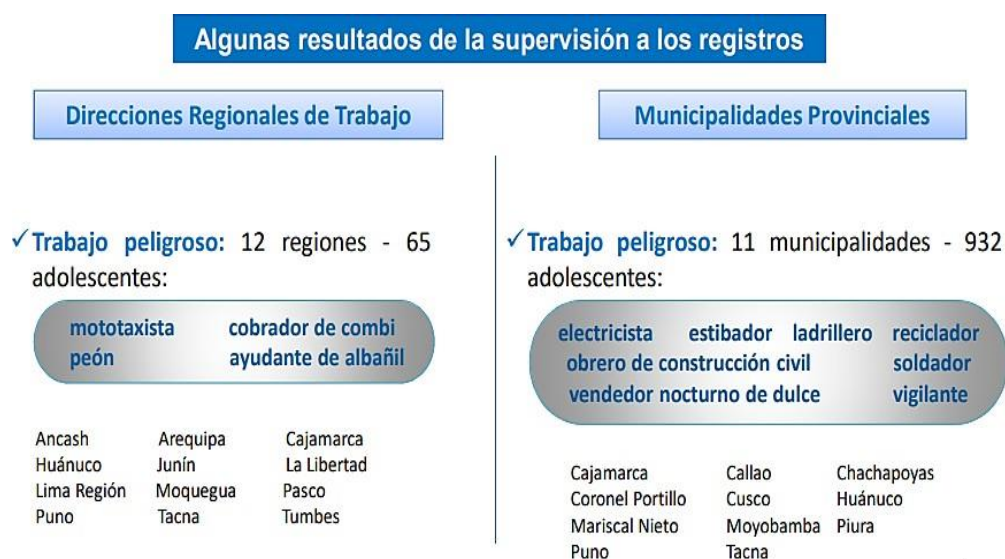 Algunas resultados de la supervisión a los registros
Direcciones Regionales de Trabajo
✓ Trabajo peligroso: 12 regiones - 65
adolescentes:
mototaxista cobrador de combi
peón ayudante de albañil
Ancash Arequipa Cajamarca
Huánuco Junín La Libertad
Lima Región Moquegua Pasco
Puno Tacna Tumbes
Municipalidades Provinciales
✓ Trabajo peligroso: 11 municipalidades - 932
adolescentes:
electricista estibador ladrillero reciclador
obrero de construcción civil soldador
vendedor nocturno de dulce vigilante
Cajamarca Callao Chachapoyas
Coronel Portillo Cusco Huánuco
Mariscal Nieto Moyobamba Piura
Puno Tacna